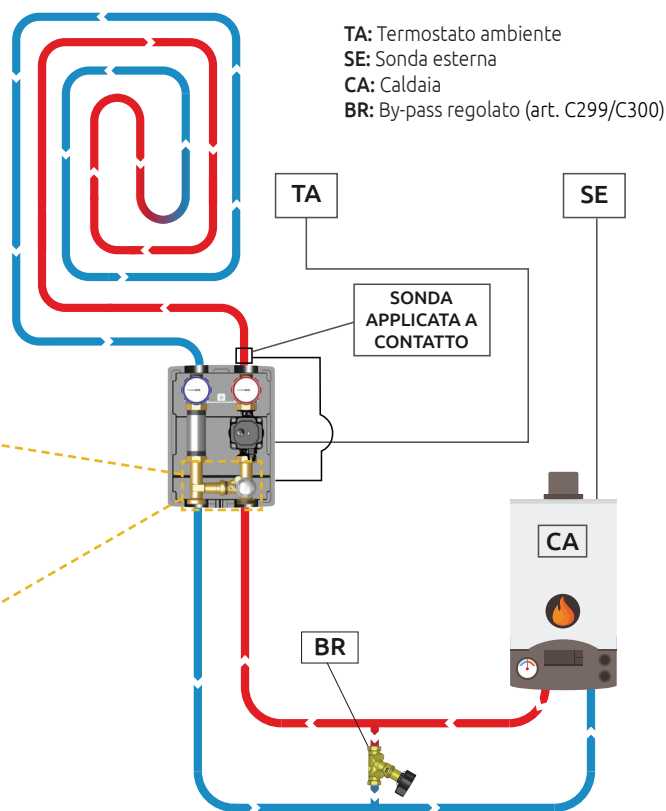 TA: Termostato ambiente
SE: Sonda esterna
CA: Caldaia
BR: By-pass regolato (art. C299/C300)
TA
SE
SONDA
APPLICATA A
CONTATTO
CA
BR